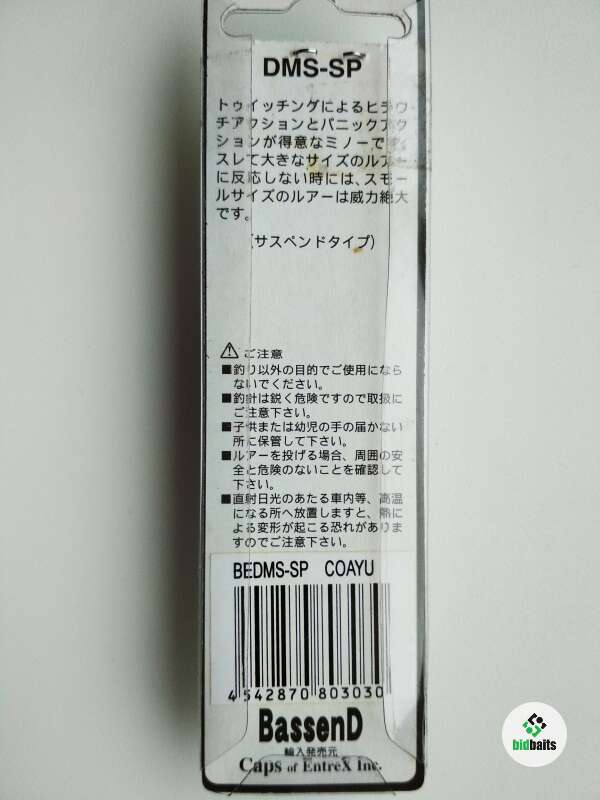 DMS-SP
トゥイッチングによるヒラウ
チアクションとパニックアク
ションが得意なミノーです。
スレて大きなサイズのルアー
に反応しない時には、スモー
ルサイズのルアーは威力絶大
です。
(サスペンドタイプ)
⚠ご注意
■釣り以外の目的でご使用になら
ないでください。
■釣針は鋭く危険ですので取扱に
ご注意下さい。
■子供または幼児の手の届かない
所に保管して下さい。
■ルアーを投げる場合、周囲の安
全と危険のないことを確認して
下さい。
■直射日光のあたる車内等、高温
になる所へ放置しますと、熱に
よる変形が起こる恐れがありま
すのでご注意下さい。
BEDMS-SP COAYU
4 542870 803030
BassenD
輸入発売元
Caps of EntreX Inc.
bidbaits